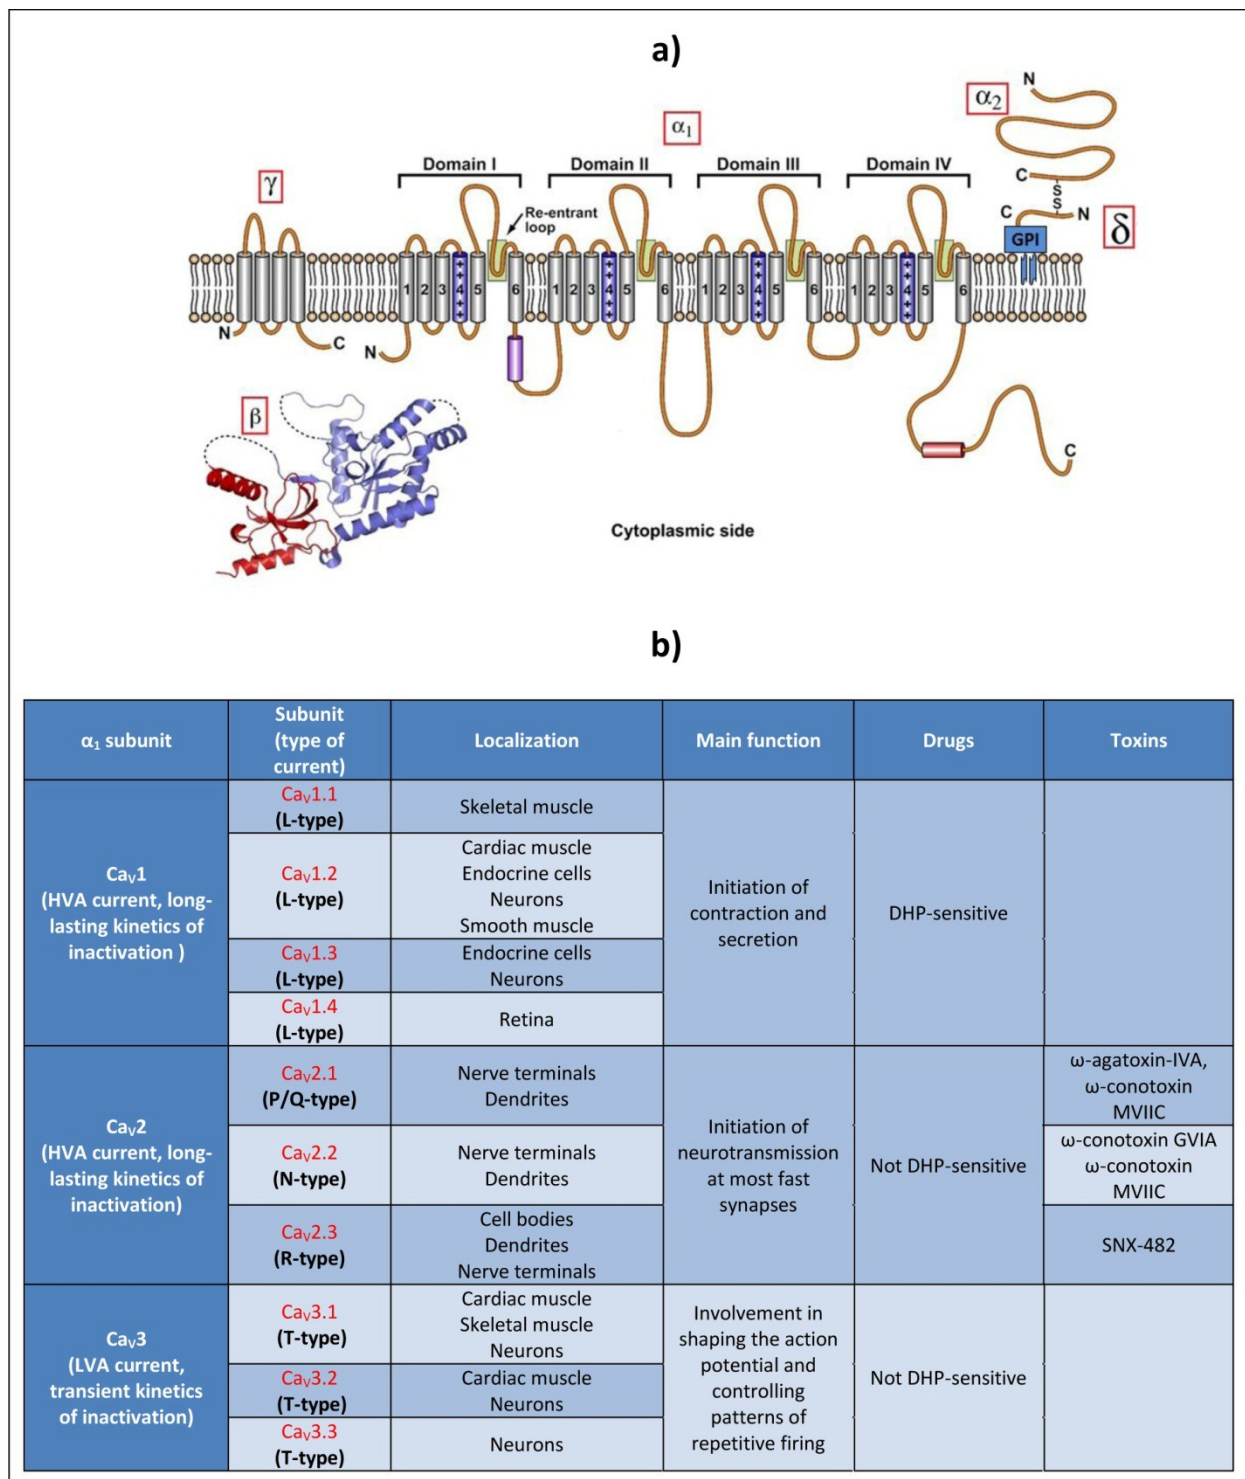 a)
α₂
N
α₁
Domain I
Domain II
Domain III
Domain IV
γ
Re-entrant
loop
C
S
S
C
N
δ
GPI
1 2 3 + + 4 + + 5 6
1 2 3 + + 4 + + 5 6
1 2 3 + + 4 + + 5 6
1 2 3 + + 4 + + 5 6
N
C
N
β
C
Cytoplasmic side
b)
α₁ subunit
Subunit
(type of
current)
Localization
Main function
Drugs
Toxins
Caᵥ1
(HVA current, long-
lasting kinetics of
inactivation )
Caᵥ1.1
(L-type)
Skeletal muscle
Caᵥ1.2
(L-type)
Cardiac muscle
Endocrine cells
Neurons
Smooth muscle
Caᵥ1.3
(L-type)
Endocrine cells
Neurons
Caᵥ1.4
(L-type)
Retina
Initiation of
contraction and
secretion
DHP-sensitive
Caᵥ2
(HVA current, long-
lasting kinetics of
inactivation)
Caᵥ2.1
(P/Q-type)
Nerve terminals
Dendrites
Caᵥ2.2
(N-type)
Nerve terminals
Dendrites
Caᵥ2.3
(R-type)
Cell bodies
Dendrites
Nerve terminals
Initiation of
neurotransmission
at most fast
synapses
Not DHP-sensitive
ω-agatoxin-IVA,
ω-conotoxin
MVIIC
ω-conotoxin GVIA
ω-conotoxin
MVIIC
SNX-482
Caᵥ3
(LVA current,
transient kinetics
of inactivation)
Caᵥ3.1
(T-type)
Cardiac muscle
Skeletal muscle
Neurons
Caᵥ3.2
(T-type)
Cardiac muscle
Neurons
Caᵥ3.3
(T-type)
Neurons
Involvement in
shaping the action
potential and
controlling
patterns of
repetitive firing
Not DHP-sensitive